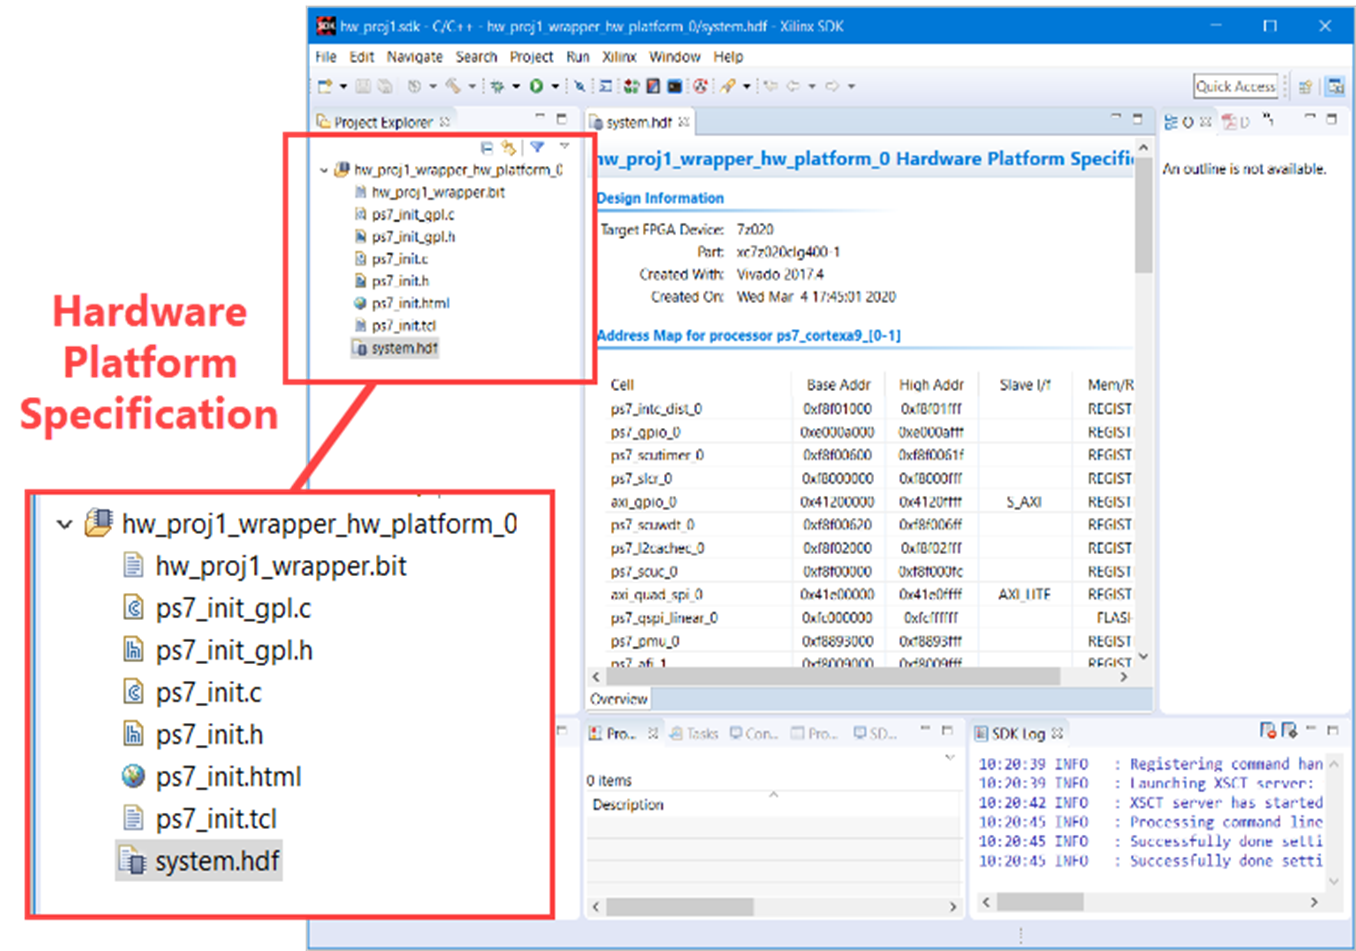 hw_proj1.sdk - C/C++ - hw_proj1_wrapper_hw_platform_0/system.hdf - Xilinx SDK
File Edit Navigate Search Project Run Xilinx Window Help
Quick Access
Project Explorer
hw_proj1_wrapper_hw_platform_0
hw_proj1_wrapper.bit
ps7_init_gpl.c
ps7_init_gpl.h
ps7_init.c
ps7_init.h
ps7_init.html
ps7_init.tcl
system.hdf
Hardware
Platform
Specification
hw_proj1_wrapper_hw_platform_0
hw_proj1_wrapper.bit
ps7_init_gpl.c
ps7_init_gpl.h
ps7_init.c
ps7_init.h
ps7_init.html
ps7_init.tcl
system.hdf
system.hdf
hw_proj1_wrapper_hw_platform_0 Hardware Platform Specifi
Design Information
Target FPGA Device: 7z020
Part: xc7z020clg400-1
Created With: Vivado 2017.4
Created On: Wed Mar 4 17:45:01 2020
Address Map for processor ps7_cortexa9_[0-1]
Cell Base Addr High Addr Slave I/f Mem/R
ps7_intc_dist_0 0xf8f01000 0xf8f01fff REGIST
ps7_gpio_0 0xe000a000 0xe000afff REGIST
ps7_scutimer_0 0xf8f00600 0xf8f0061f REGIST
ps7_slcr_0 0xf8000000 0xf8000fff REGIST
axi_gpio_0 0x41200000 0x4120ffff S_AXI REGIST
ps7_scuwdt_0 0xf8f00620 0xf8f006ff REGIST
ps7_l2cachec_0 0xf8f02000 0xf8f02fff REGIST
ps7_scuc_0 0xf8f00000 0xf8f000fc REGIST
axi_quad_spi_0 0x41e00000 0x41e0ffff AXI_LITE REGIST
ps7_qspi_linear_0 0xfc000000 0xfcffffff FLASH
ps7_pmu_0 0xf8893000 0xf8893fff REGIST
ps7_afi_1 0xf8009000 0xf8009fff REGIST
Overview
O D
An outline is not available.
Pro... Tasks Con... Pro... SD...
0 items
Description
SDK Log
10:20:39 INFO : Registering command han
10:20:39 INFO : Launching XSCT server:
10:20:42 INFO : XSCT server has started
10:20:45 INFO : Processing command line
10:20:45 INFO : Successfully done setti
10:20:45 INFO : Successfully done setti